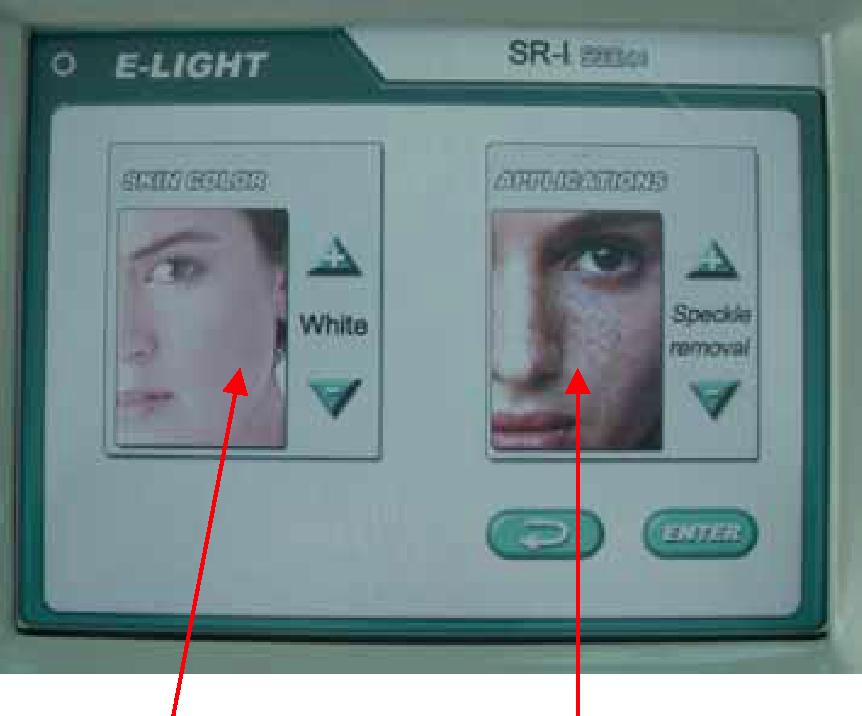 E-LIGHT
SR-I
SKIN COLOR
APPLICATIONS
+
White
-
+
Speckle
removal
-
ENTER